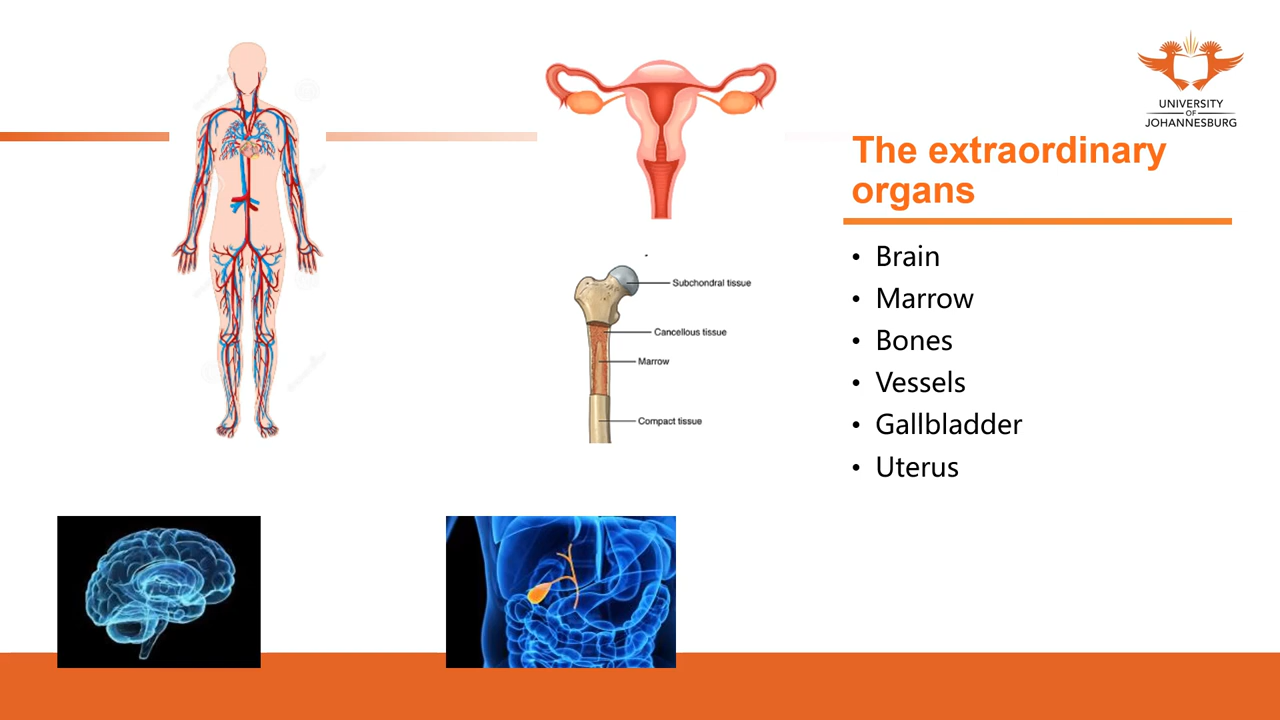 UNIVERSITY
OF
JOHANNESBURG
The extraordinary
organs
• Brain
• Marrow
• Bones
• Vessels
• Gallbladder
• Uterus
Subchondral tissue
Cancellous tissue
Marrow
Compact tissue